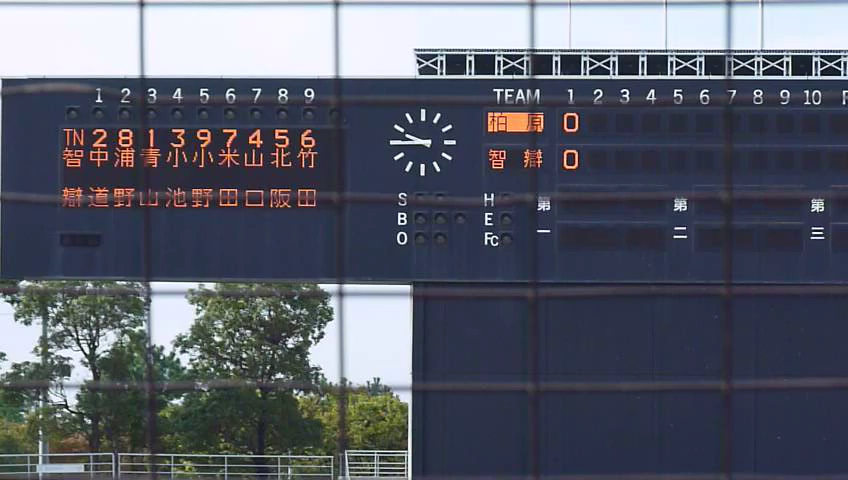 1 2 3 4 5 6 7 8 9
TN 2 8 1 3 9 7 4 5 6
智 中 浦 青 小 小 米 山 北 竹
辯 道 野 山 池 野 田 口 阪 田
TEAM 1 2 3 4 5 6 7 8 9 10
柏原 0
智辯 0
S
B
O
H
E
Fc
第一
第二
第三